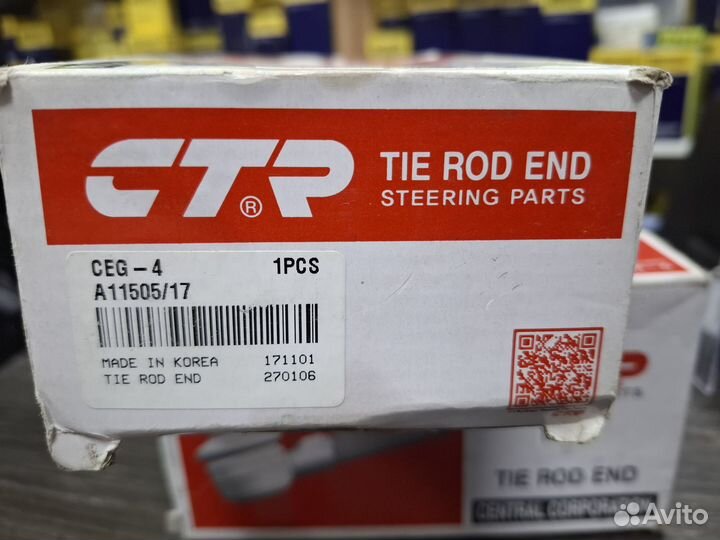 CTR ® TIE ROD END
STEERING PARTS
CEG-4 1PCS
A11505/17
MADE IN KOREA 171101
TIE ROD END 270106
TIE ROD END
CENTRAL CORPORATION
Avito